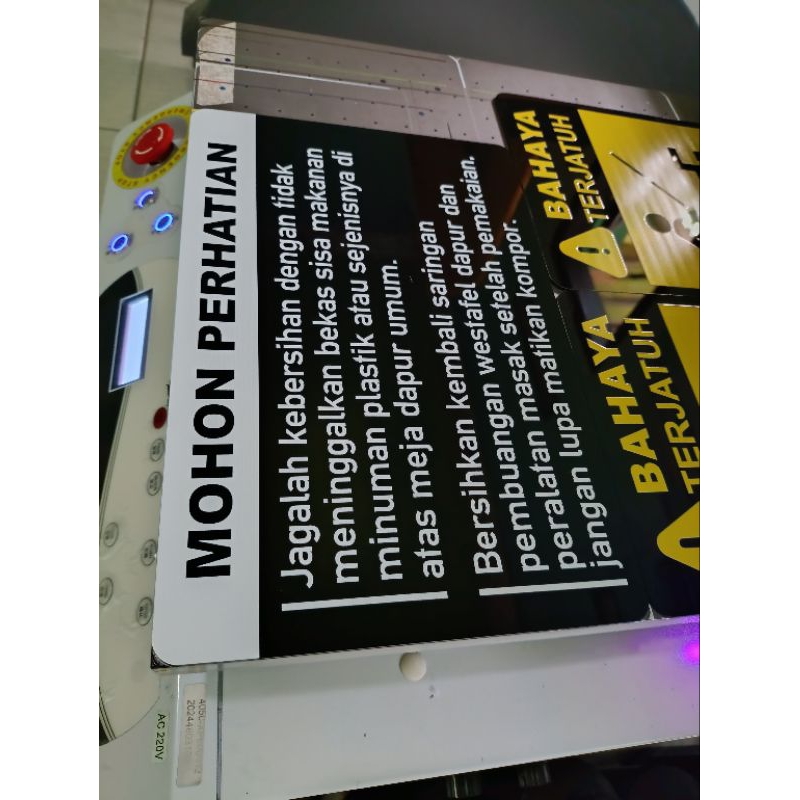 MOHON PERHATIAN
Jagalah kebersihan dengan tidak
meninggalkan bekas sisa makanan
minuman plastik atau sejenisnya di
atas meja dapur umum.
Bersihkan kembali saringan
pembuangan westafel dapur dan
peralatan masak setelah pemakaian.
jangan lupa matikan kompor.
BAHAYA
TERJATUH
BAHAYA
TERJATUH
AC 220V